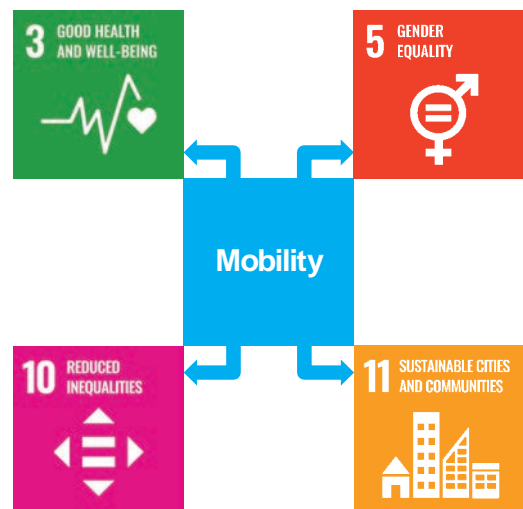 3 GOOD HEALTH
AND WELL-BEING
5 GENDER
EQUALITY
Mobility
10 REDUCED
INEQUALITIES
11 SUSTAINABLE CITIES
AND COMMUNITIES